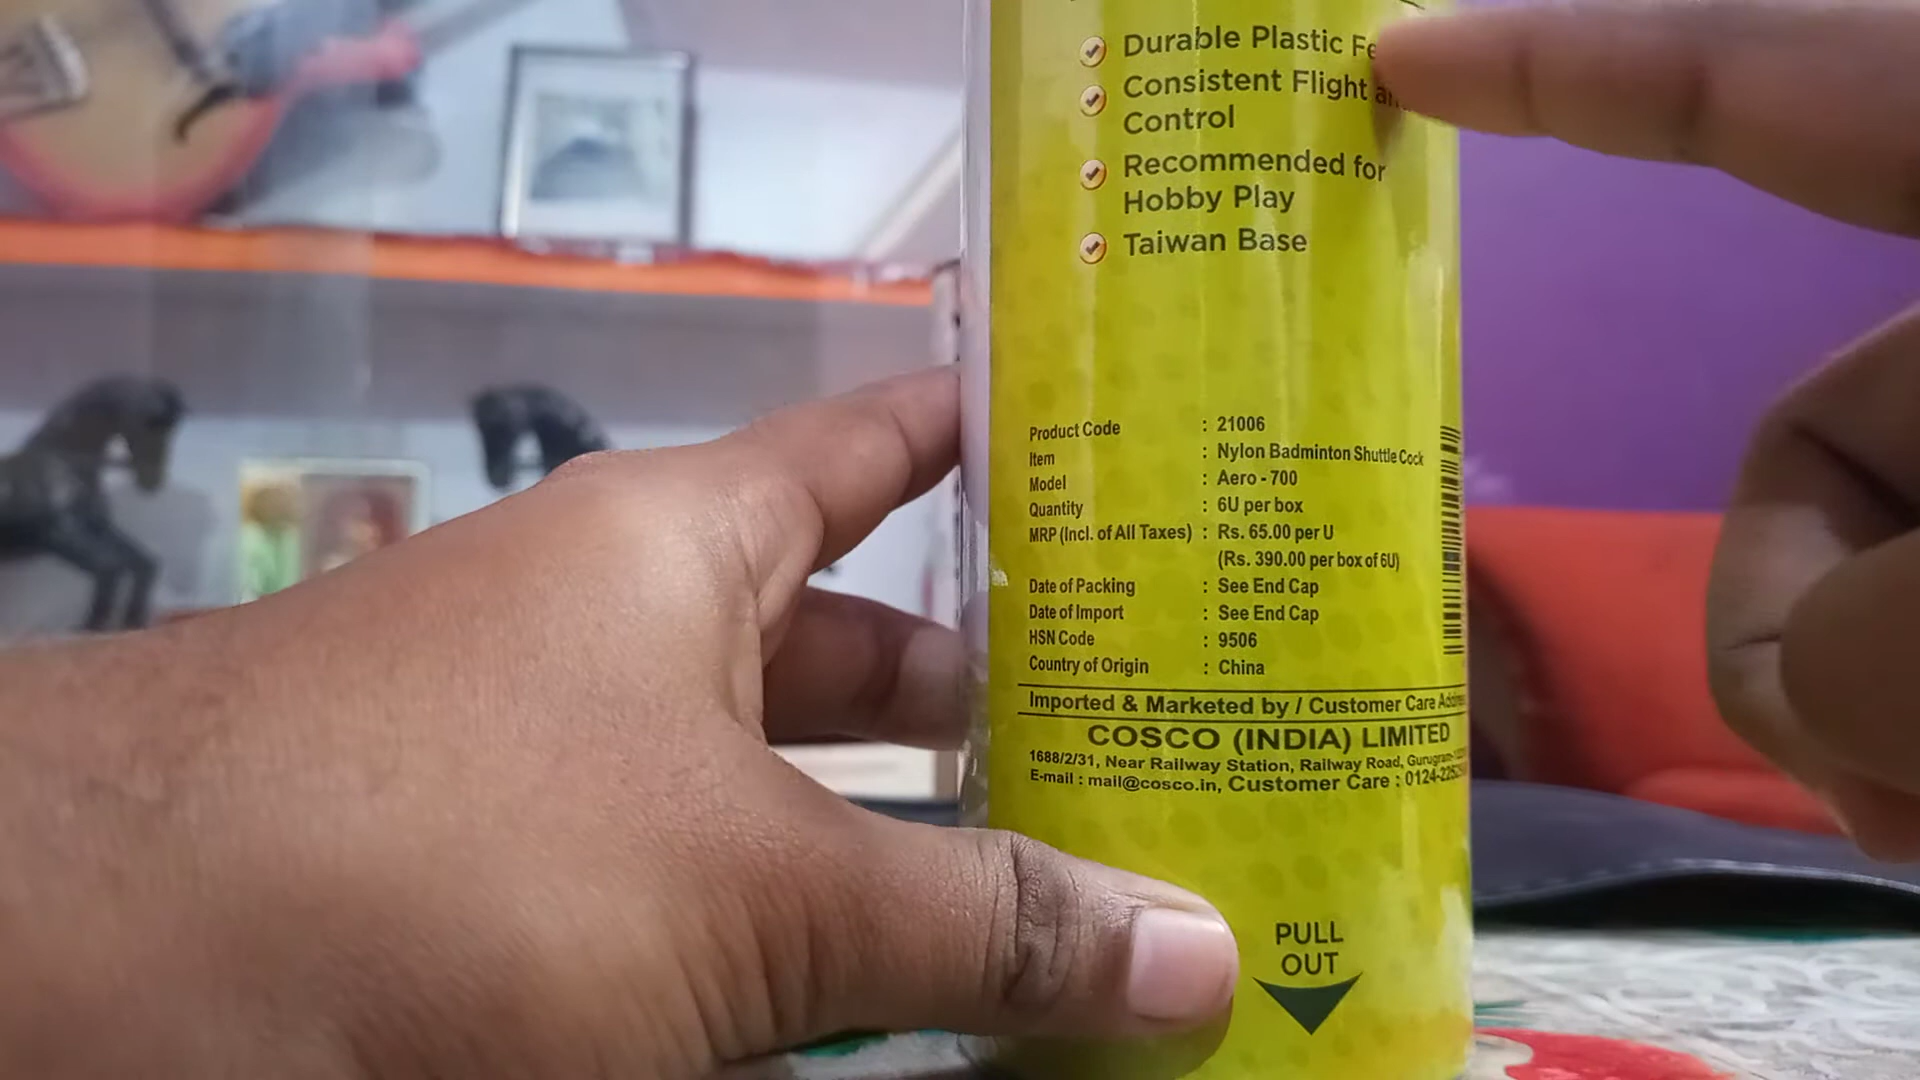 Durable Plastic
Consistent Flight
Control
Recommended for
Hobby Play
Taiwan Base
Product Code : 21006
Item : Nylon Badminton Shuttle Cock
Model : Aero - 700
Quantity : 6U per box
MRP (Incl. of All Taxes) : Rs. 65.00 per U
(Rs. 390.00 per box of 6U)
Date of Packing : See End Cap
Date of Import : See End Cap
HSN Code : 9506
Country of Origin : China
Imported & Marketed by / Customer Care
COSCO (INDIA) LIMITED
1688/2/31, Near Railway Station, Railway Road, Gurugram
E-mail : mail@cosco.in, Customer Care :
PULL
OUT